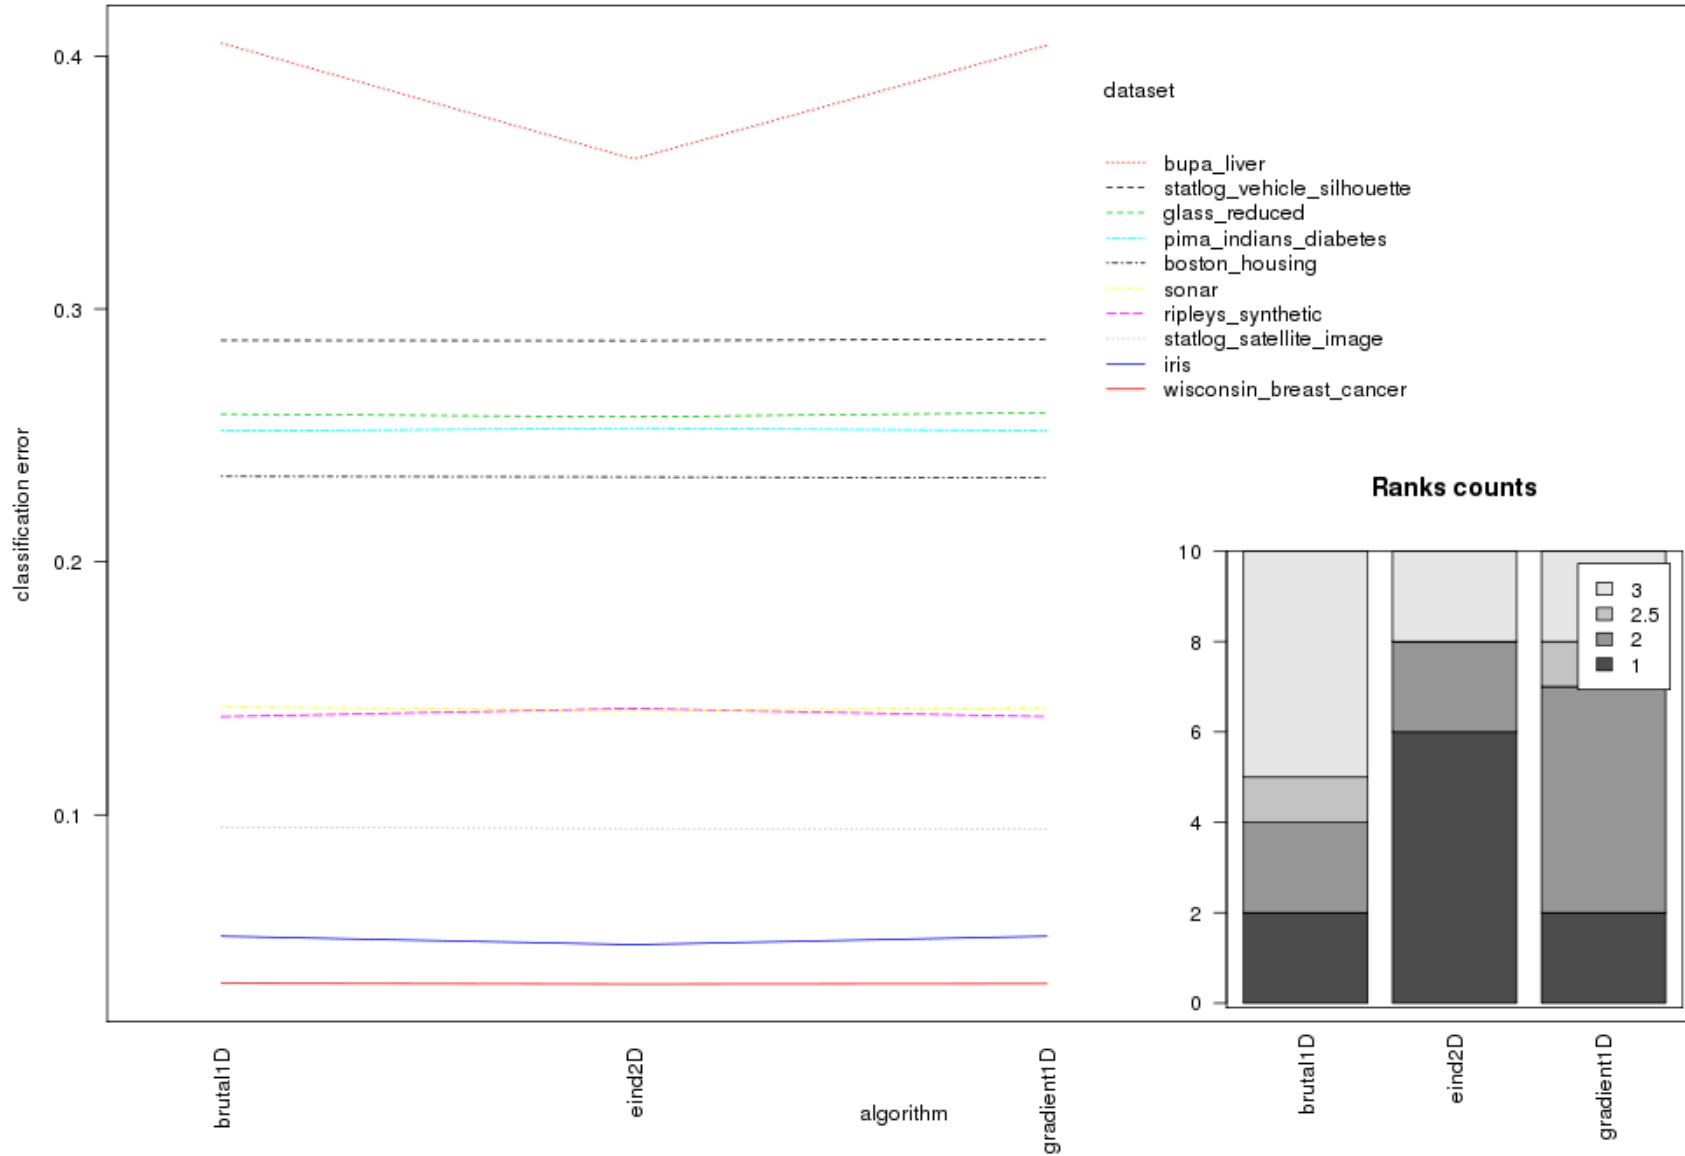 0.4
0.3
0.2
0.1
classification error
brutal1D
eind2D
gradient1D
algorithm
dataset
bupa_liver
statlog_vehicle_silhouette
glass_reduced
pima_indians_diabetes
boston_housing
sonar
ripleys_synthetic
statlog_satellite_image
iris
wisconsin_breast_cancer
Ranks counts
10
8
6
4
2
0
3
2.5
2
1
brutal1D
eind2D
gradient1D